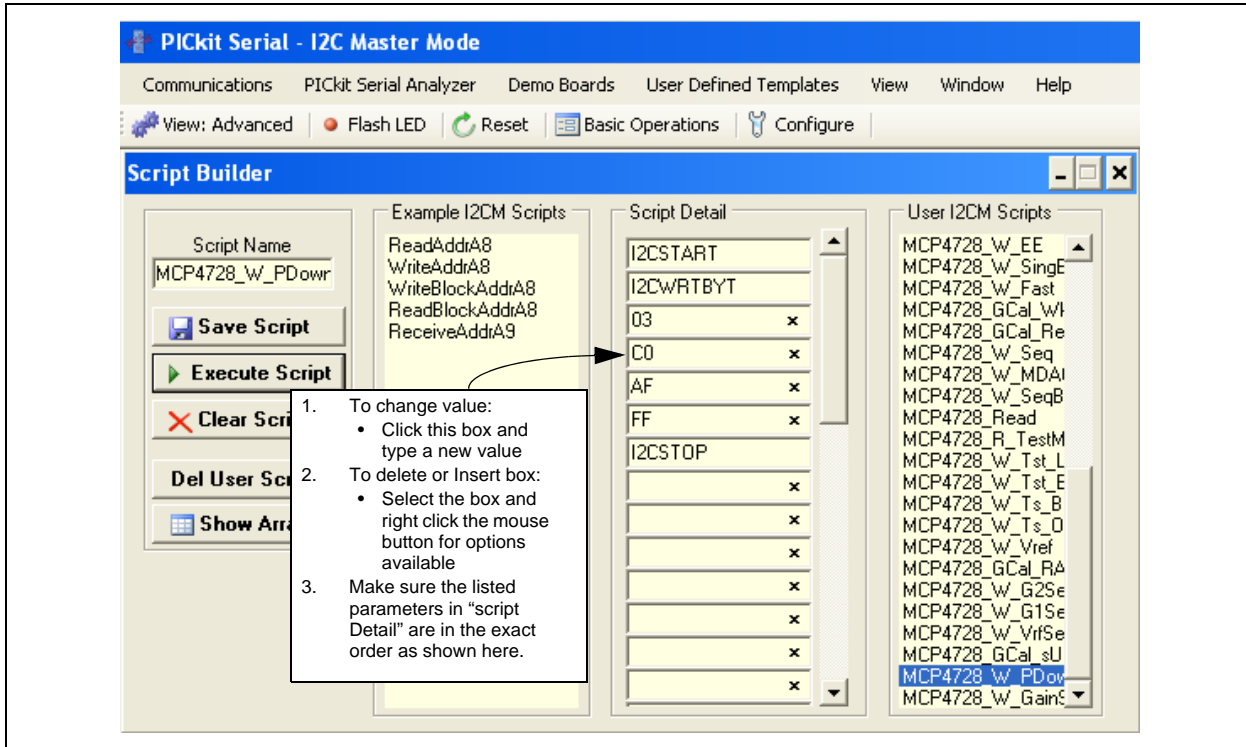 PICkit Serial - I2C Master Mode
Communications PICkit Serial Analyzer Demo Boards User Defined Templates View Window Help
View: Advanced Flash LED Reset Basic Operations Configure
Script Builder
Script Name
MCP4728_W_PDowr
Save Script
Execute Script
Clear Scri
Del User Scr
Show Arra
Example I2CM Scripts
ReadAddrA8
WriteAddrA8
WriteBlockAddrA8
ReadBlockAddrA8
ReceiveAddrA9
1. To change value:
• Click this box and
type a new value
2. To delete or Insert box:
• Select the box and
right click the mouse
button for options
available
3. Make sure the listed
parameters in “script
Detail” are in the exact
order as shown here.
Script Detail
I2CSTART
I2CWRTBYT
03
C0
AF
FF
I2CSTOP
User I2CM Scripts
MCP4728_W_EE
MCP4728_W_SingE
MCP4728_W_Fast
MCP4728_GCal_Wr
MCP4728_GCal_Re
MCP4728_W_Seq
MCP4728_W_MDA
MCP4728_W_SeqB
MCP4728_Read
MCP4728_R_TestM
MCP4728_W_Tst_L
MCP4728_W_Tst_E
MCP4728_W_Ts_B
MCP4728_W_Ts_O
MCP4728_W_Vref
MCP4728_GCal_RA
MCP4728_W_G2Se
MCP4728_W_G1Se
MCP4728_W_VrfSe
MCP4728_GCal_sU
MCP4728_W_PDow
MCP4728_W_GainS